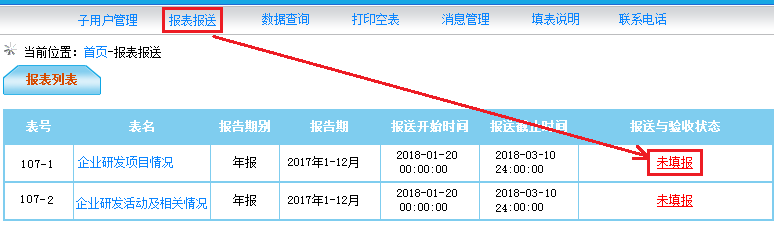 子用户管理 报表报送 数据查询 打印空表 消息管理 填表说明 联系电话
当前位置：首页-报表报送
报表列表
表号 表名 报告期别 报告期 报送开始时间 报送截止时间 报送与验收状态
107-1 企业研发项目情况 年报 2017年1-12月 2018-01-20 00:00:00 2018-03-10 24:00:00 未填报
107-2 企业研发活动及相关情况 年报 2017年1-12月 2018-01-20 00:00:00 2018-03-10 24:00:00 未填报